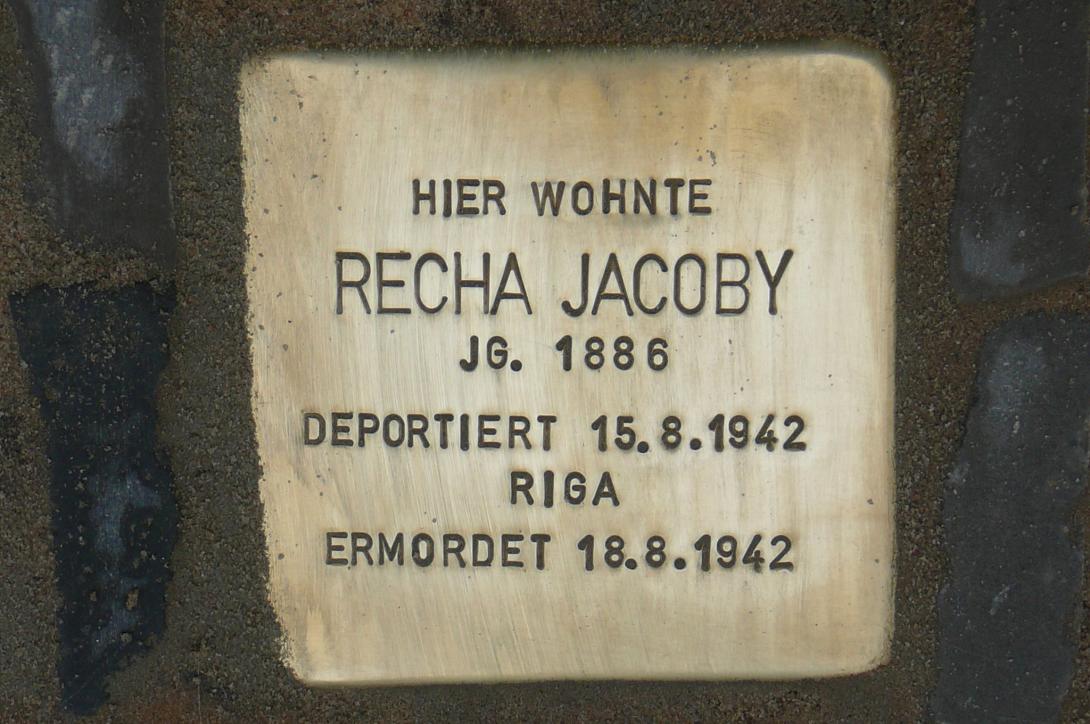 HIER WOHNTE
RECHA JACOBY
JG. 1886
DEPORTIERT 15.8.1942
RIGA
ERMORDET 18.8.1942